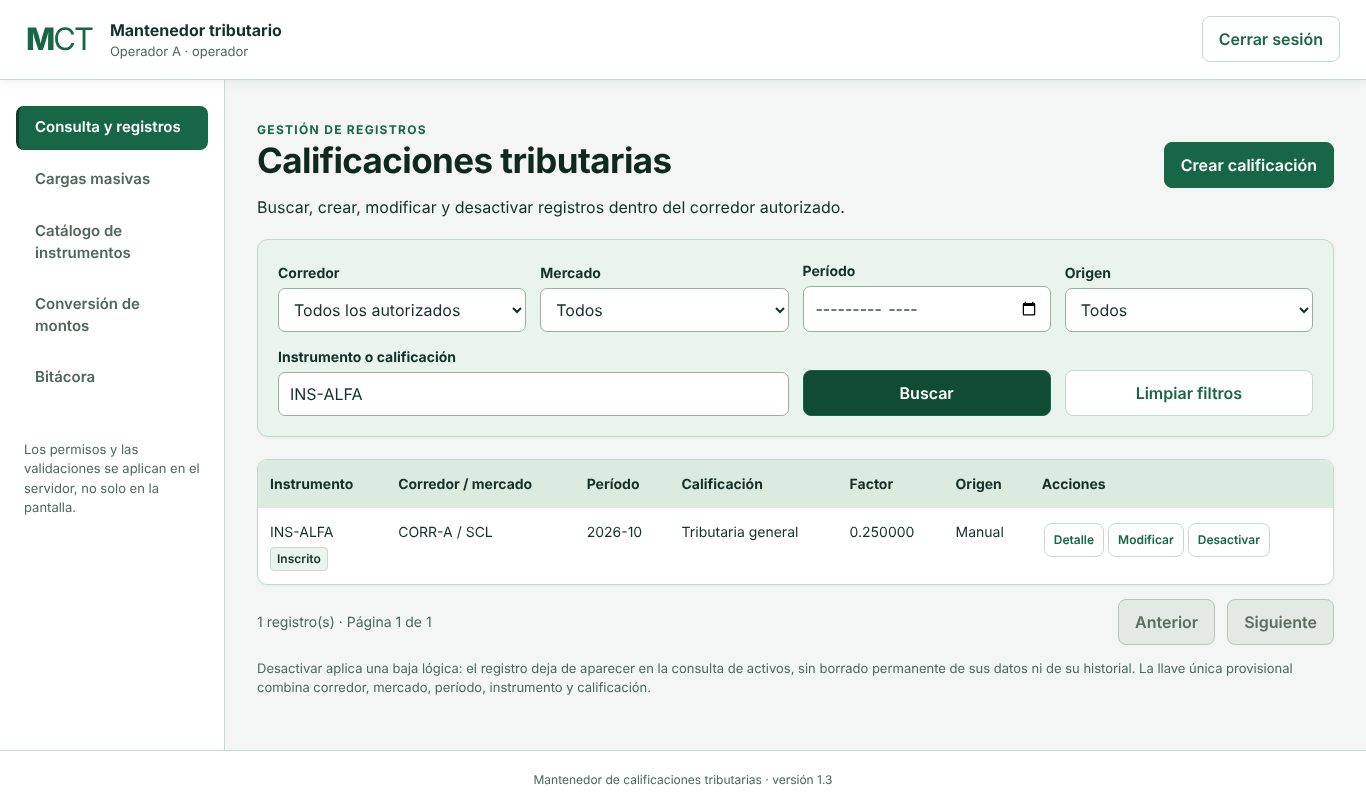 MCT
Mantenedor tributario
Operador A · operador
Cerrar sesión
Consulta y registros
Cargas masivas
Catálogo de
instrumentos
Conversión de
montos
Bitácora
Los permisos y las
validaciones se aplican en el
servidor, no solo en la
pantalla.
GESTIÓN DE REGISTROS
Calificaciones tributarias
Crear calificación
Buscar, crear, modificar y desactivar registros dentro del corredor autorizado.
Corredor Mercado Período Origen
Todos los autorizados Todos --------- ---- Todos
Instrumento o calificación
INS-ALFA Buscar Limpiar filtros
Instrumento Corredor / mercado Período Calificación Factor Origen Acciones
INS-ALFA CORR-A / SCL 2026-10 Tributaria general 0.250000 Manual Detalle Modificar Desactivar
Inscrito
1 registro(s) · Página 1 de 1 Anterior Siguiente
Desactivar aplica una baja lógica: el registro deja de aparecer en la consulta de activos, sin borrado permanente de sus datos ni de su historial. La llave única provisional
combina corredor, mercado, período, instrumento y calificación.
Mantenedor de calificaciones tributarias · versión 1.3